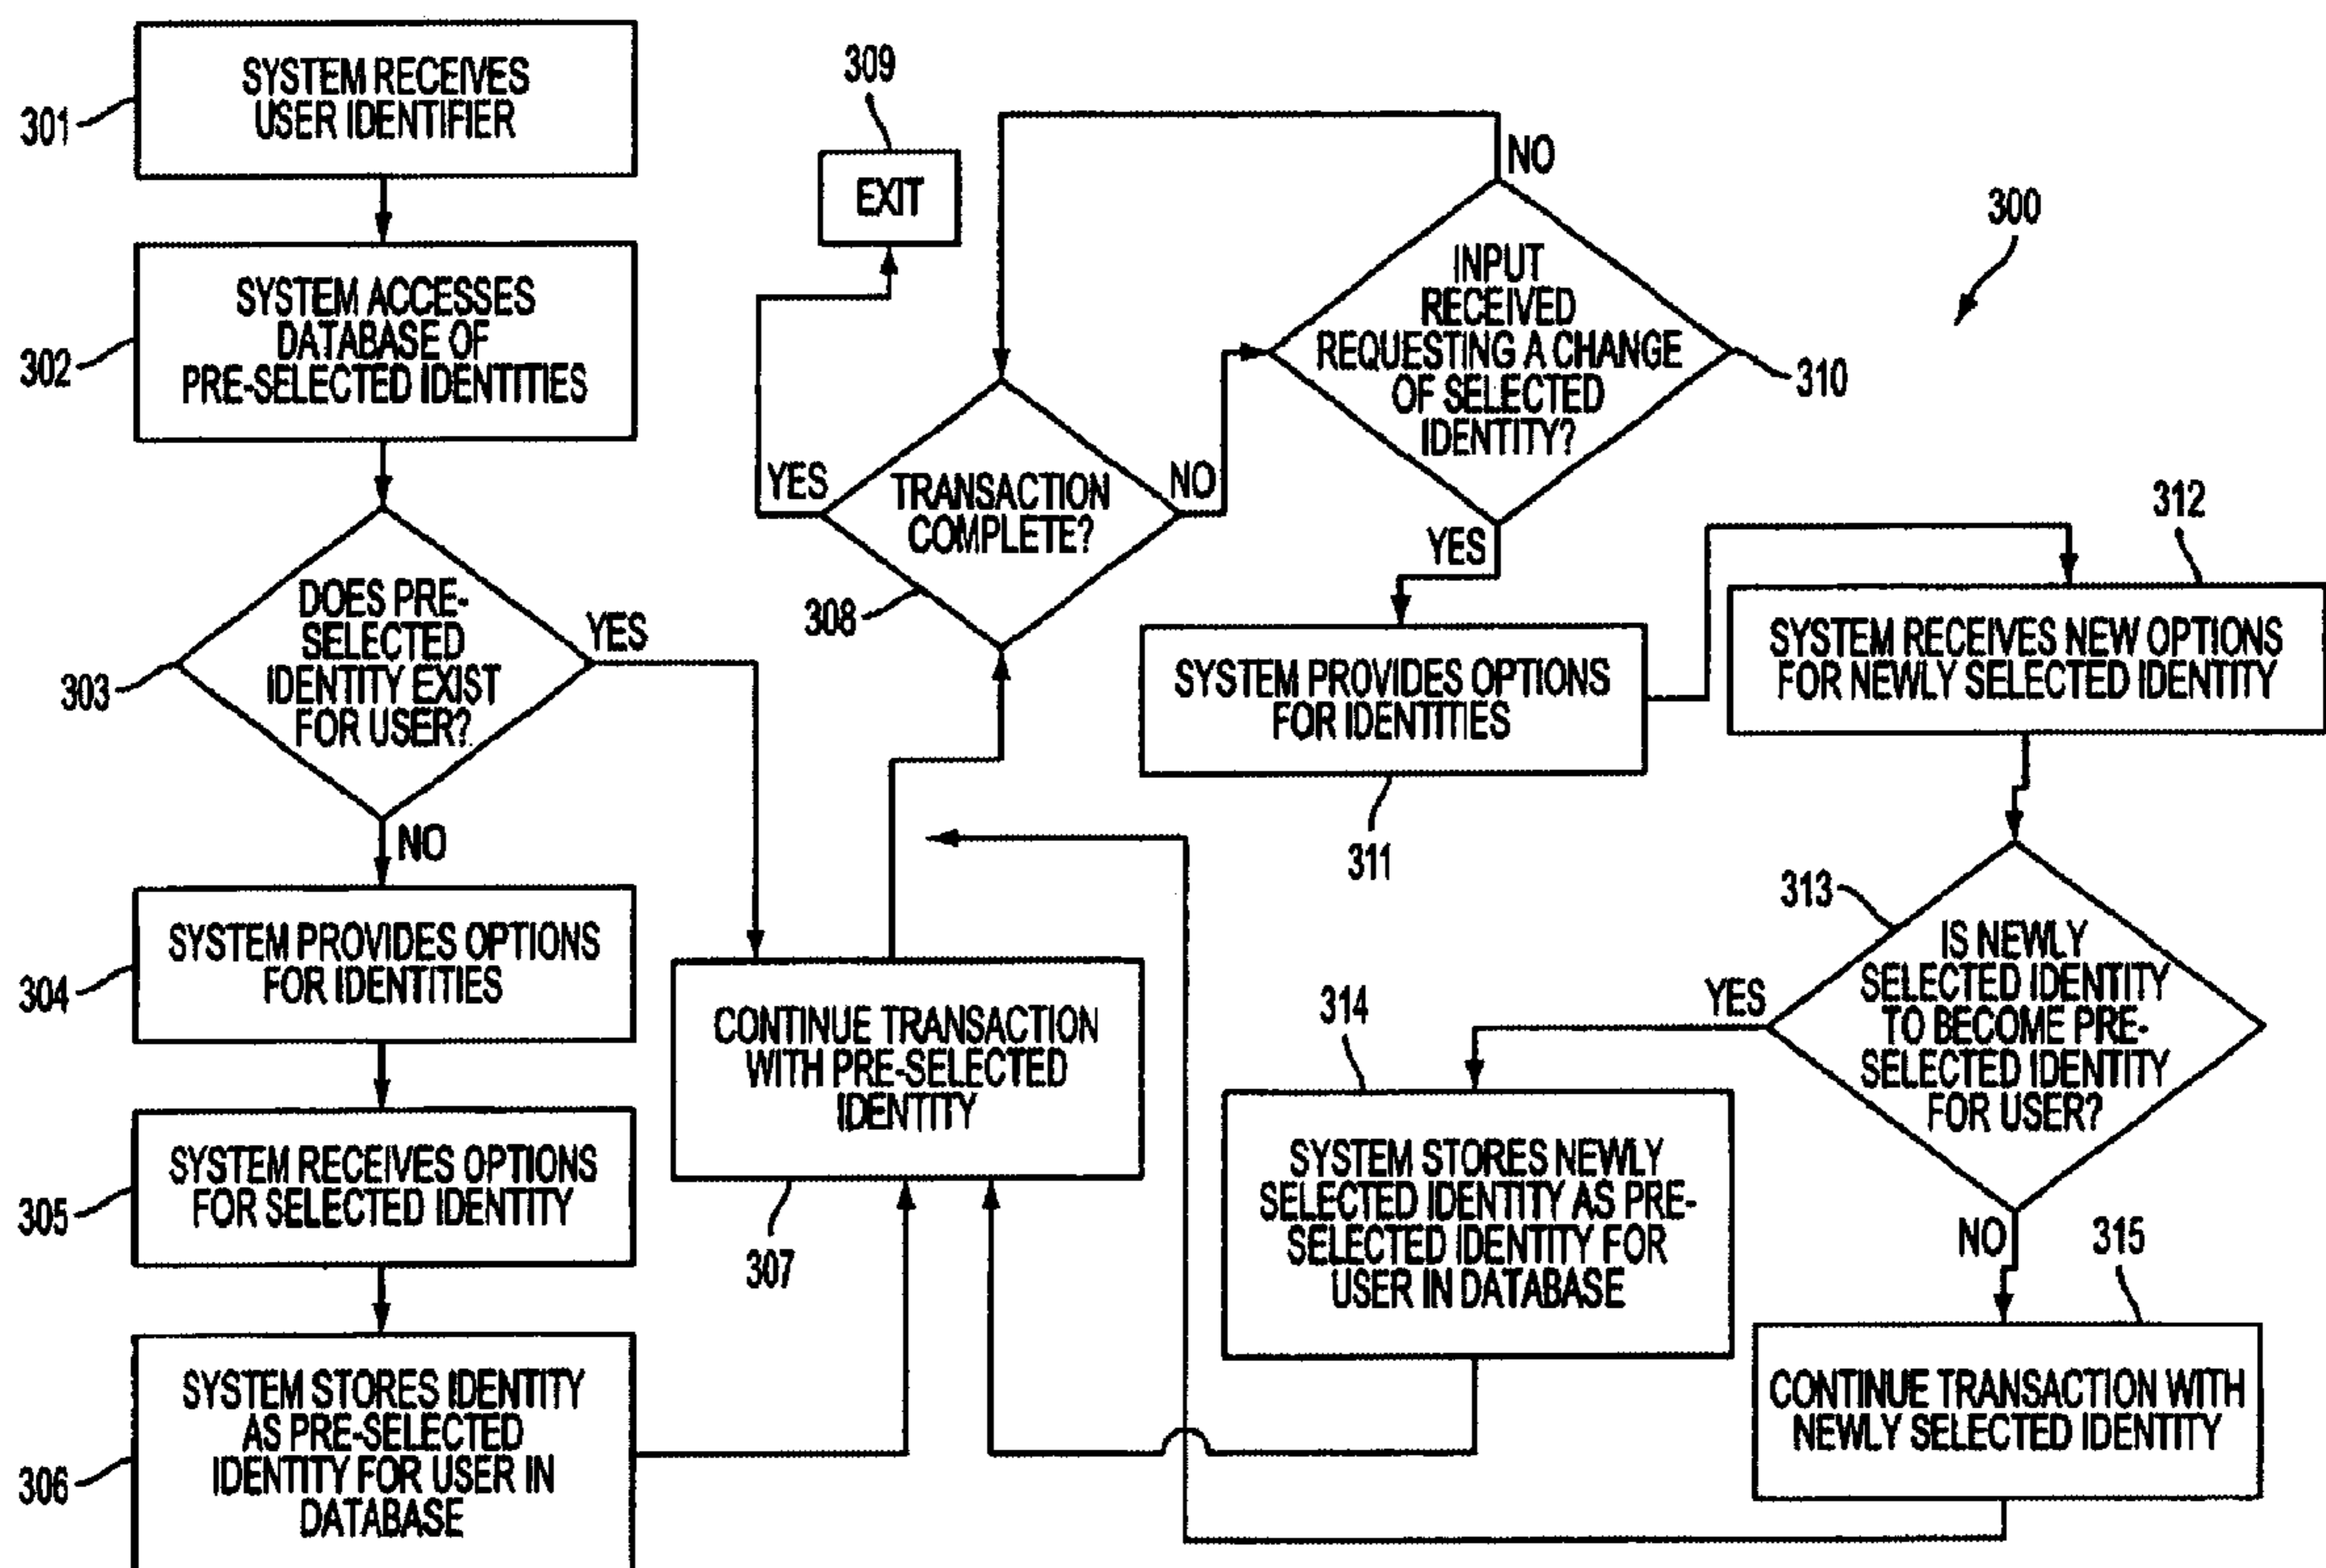 SYSTEM RECEIVES
USER IDENTIFIER
301
SYSTEM ACCESSES
DATABASE OF
PRE-SELECTED IDENTITIES
302
DOES PRE-
SELECTED
IDENTITY EXIST
FOR USER?
303
YES
NO
SYSTEM PROVIDES OPTIONS
FOR IDENTITIES
304
SYSTEM RECEIVES OPTIONS
FOR SELECTED IDENTITY
305
SYSTEM STORES IDENTITY
AS PRE-SELECTED
IDENTITY FOR USER IN
DATABASE
306
CONTINUE TRANSACTION
WITH PRE-SELECTED
IDENTITY
307
TRANSACTION
COMPLETE?
308
YES
NO
309
EXIT
INPUT
RECEIVED
REQUESTING A CHANGE
OF SELECTED
IDENTITY?
310
NO
YES
300
SYSTEM PROVIDES OPTIONS
FOR IDENTITIES
311
312
SYSTEM RECEIVES NEW OPTIONS
FOR NEWLY SELECTED IDENTITY
313
IS NEWLY
SELECTED IDENTITY
TO BECOME PRE-
SELECTED IDENTITY
FOR USER?
YES
NO
314
SYSTEM STORES NEWLY
SELECTED IDENTITY AS PRE-
SELECTED IDENTITY FOR
USER IN DATABASE
315
CONTINUE TRANSACTION WITH
NEWLY SELECTED IDENTITY